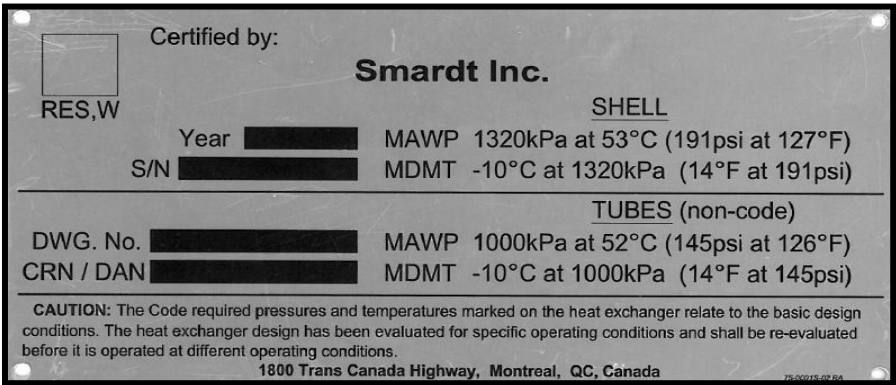 Certified by:
Smardt Inc.
RES,W
SHELL
Year MAWP 1320kPa at 53°C (191psi at 127°F)
S/N MDMT -10°C at 1320kPa (14°F at 191psi)
TUBES (non-code)
DWG. No. MAWP 1000kPa at 52°C (145psi at 126°F)
CRN / DAN MDMT -10°C at 1000kPa (14°F at 145psi)
CAUTION: The Code required pressures and temperatures marked on the heat exchanger relate to the basic design
conditions. The heat exchanger design has been evaluated for specific operating conditions and shall be re-evaluated
before it is operated at different operating conditions.
1800 Trans Canada Highway, Montreal, QC, Canada